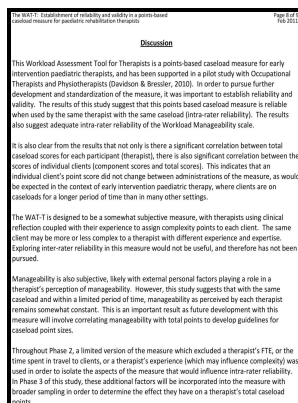 The WAT-T:  Establishment of reliability and validity in a points-based
Page 8 of 9
caseload measure for paediatric rehabilitation therapists
Feb 2011
Discussion
This Workload Assessment Tool for Therapists is a points-based caseload measure for early
intervention paediatric therapists, and has been supported in a pilot study with Occupational
Therapists and Physiotherapists (Davidson & Bressler, 2010).  In order to pursue further
development and standardization of the measure, it was important to establish reliability and
validity.  The results of this study suggest that this points based caseload measure is reliable
when used by the same therapist with the same caseload (intra-rater reliability).  The results
also suggest adequate intra-rater reliability of the Workload Manageability scale.
It is also clear from the results that not only is there a significant correlation between total
caseload scores for each participant (therapist), there is also significant correlation between the
scores of individual clients (component scores and total scores).  This indicates that an
individual client's point score did not change between administrations of the measure, as would
be expected in the context of early intervention paediatric therapy, where clients are on
caseloads for a longer period of time than in many other settings.
The WAT-T is designed to be a somewhat subjective measure, with therapists using clinical
reflection coupled with their experience to assign complexity points to each client.  The same
client may be more or less complex to a therapist with different experience and expertise.
Exploring inter-rater reliability in this measure would not be useful, and therefore has not been
pursued.
Manageability is also subjective, likely with external personal factors playing a role in a
therapist's perception of manageability.  However, this study suggests that with the same
caseload and within a limited period of time, manageability as perceived by each therapist
remains somewhat constant.  This is an important result as future development with this
measure will involve correlating manageability with total points to develop guidelines for
caseload point sizes.
Throughout Phase 2, a limited version of the measure which excluded a therapist's FTE, or the
time spent in travel to clients, or a therapist's experience (which may influence complexity) was
used in order to isolate the aspects of the measure that would influence intra-rater reliability.
In Phase 3 of this study, these additional factors will be incorporated into the measure with
broader sampling in order to determine the effect they have on a therapist's total caseload
points.